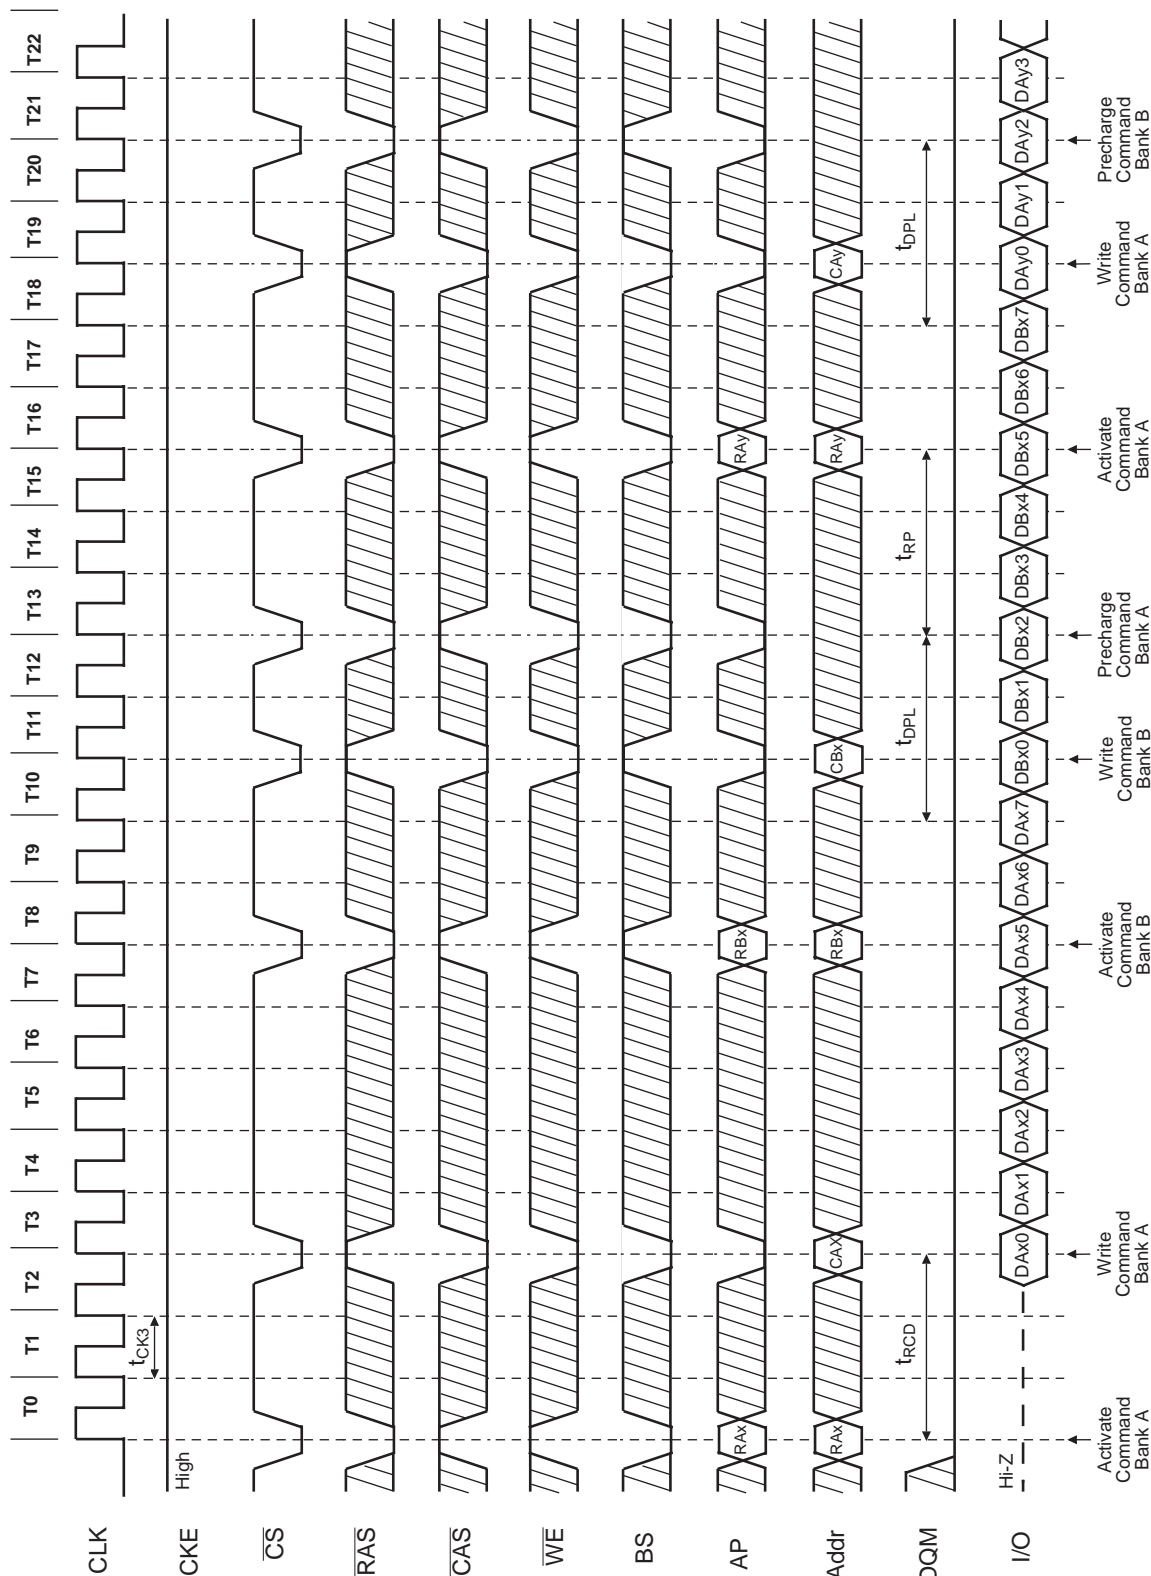 T0 T1 T2 T3 T4 T5 T6 T7 T8 T9 T10 T11 T12 T13 T14 T15 T16 T17 T18 T19 T20 T21 T22
CLK
tCK3
CKE High
CS
RAS
CAS
WE
BS
AP RAx RBx RAy
Addr RAx CAX RBx CBx RAy CAy
tRCD tDPL tRP tDPL
DQM
Hi-Z
I/O DAx0 DAx1 DAx2 DAx3 DAx4 DAx5 DAx6 DAx7 DBx0 DBx1 DBx2 DBx3 DBx4 DBx5 DBx6 DBx7 DAy0 DAy1 DAy2 DAy3
Activate
Command
Bank A
Write
Command
Bank A
Activate
Command
Bank B
Write
Command
Bank B
Precharge
Command
Bank A
Activate
Command
Bank A
Write
Command
Bank A
Precharge
Command
Bank B